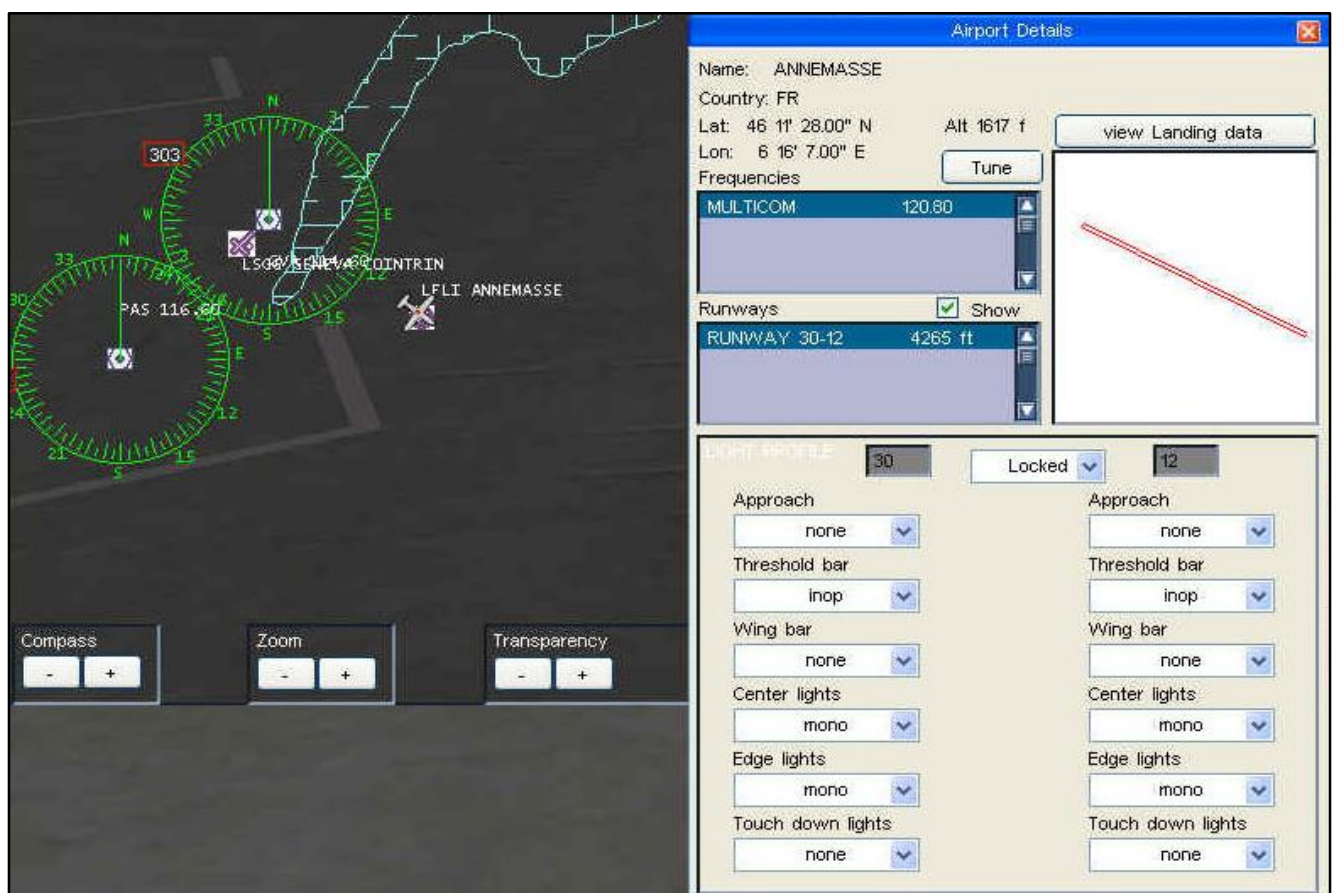 N
33
3
303
W
E
12
15
S
LSGG GENEVA COINTRIN
LFLI ANNEMASSE
N
33
30
PAS 116.60
E
24
12
21
15
S
Compass
- +
Zoom
- +
Transparency
- +
Airport Details
Name: ANNEMASSE
Country: FR
Lat: 46 11' 28.00" N Alt 1617 f
Lon: 6 16' 7.00" E
Tune
view Landing data
Frequencies
MULTICOM 120.80
Runways Show
RUNWAY 30-12 4265 ft
LIGHT PROFILE
30 Locked 12
Approach Approach
none none
Threshold bar Threshold bar
inop inop
Wing bar Wing bar
none none
Center lights Center lights
mono mono
Edge lights Edge lights
mono mono
Touch down lights Touch down lights
none none